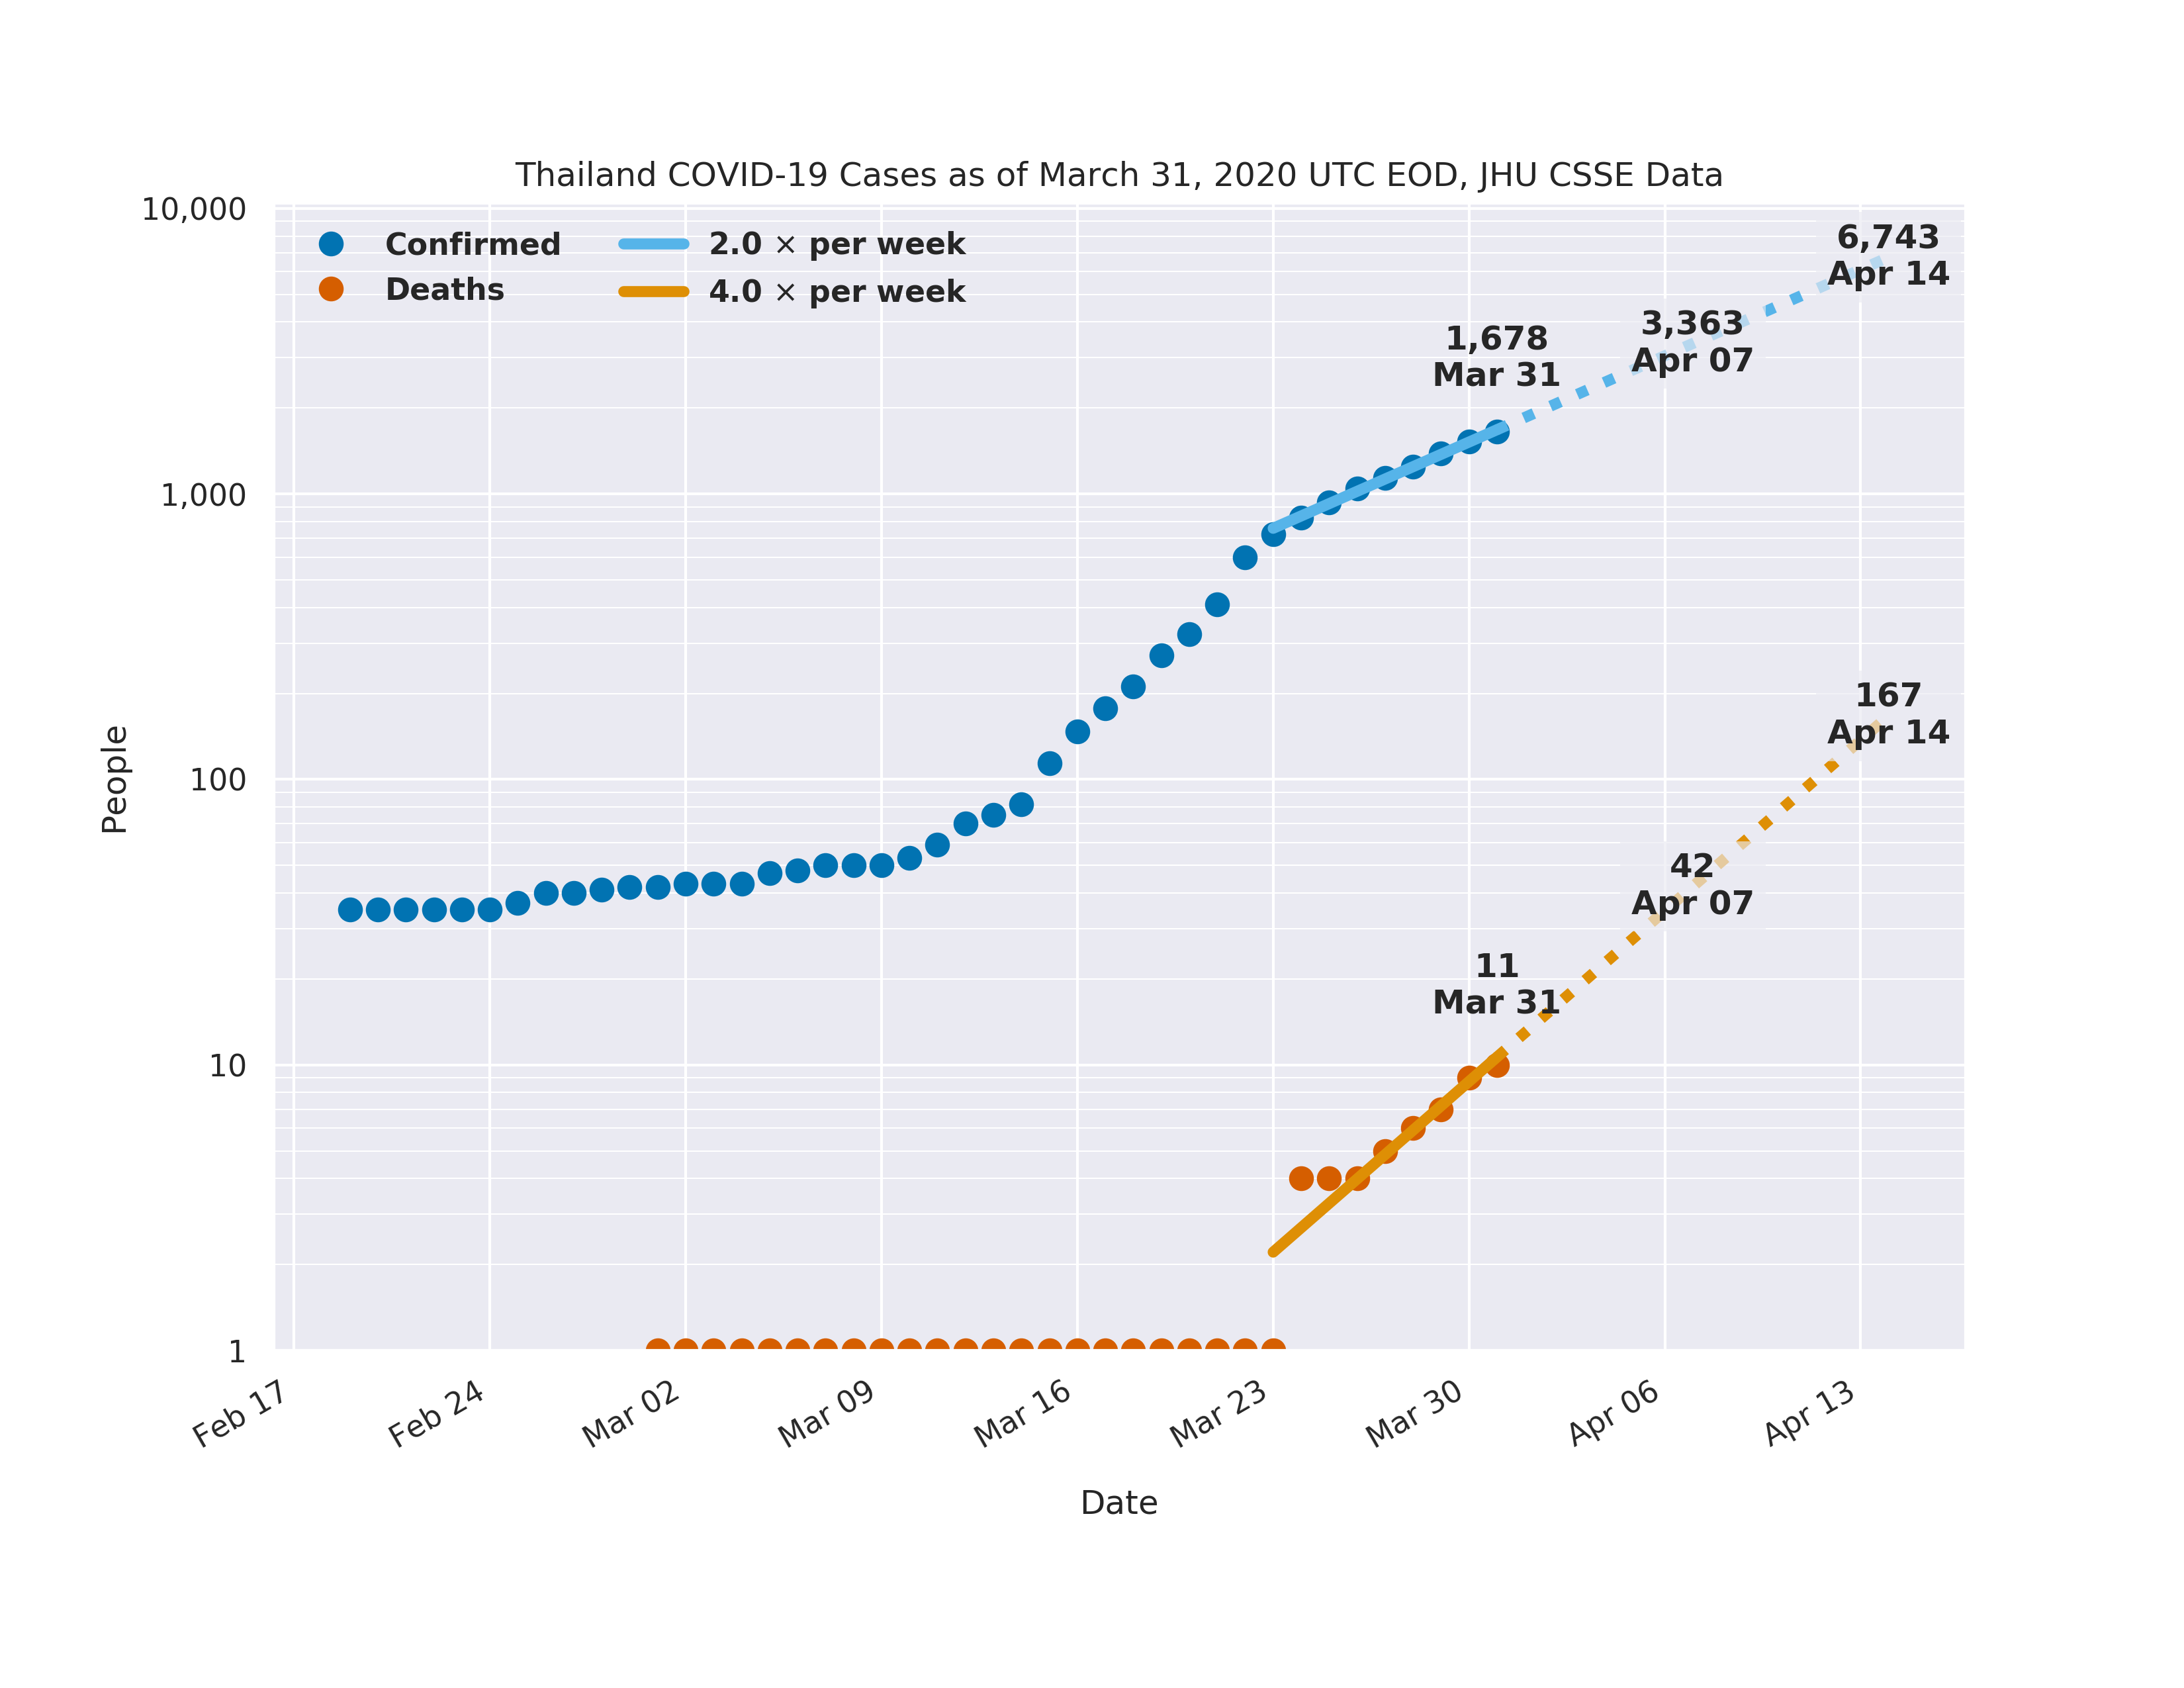 Thailand COVID-19 Cases as of March 31, 2020 UTC EOD, JHU CSSE Data
10,000
1,000
100
10
1
People
Confirmed
Deaths
2.0 × per week
4.0 × per week
1,678
Mar 31
3,363
Apr 07
6,743
Apr 14
11
Mar 31
42
Apr 07
167
Apr 14
Feb 17
Feb 24
Mar 02
Mar 09
Mar 16
Mar 23
Mar 30
Apr 06
Apr 13
Date